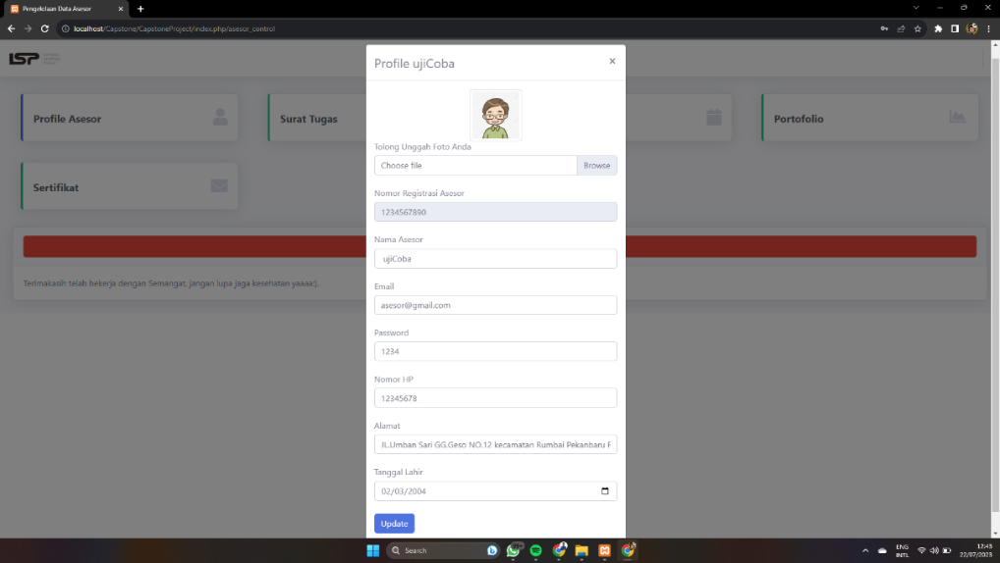 Pengelolaan Data Asesor
localhost/Capstone/CapstoneProject/index.php/asesor_control
LSP
Profile ujiCoba
Profile Asesor
Surat Tugas
Portofolio
Sertifikat
Tolong Unggah Foto Anda
Choose file
Browse
Nomor Registrasi Asesor
1234567890
Nama Asesor
ujiCoba
Terimakasih telah bekerja dengan Semangat, jangan lupa jaga kesehatan yaaaa:).
Email
asesor@gmail.com
Password
1234
Nomor HP
12345678
Alamat
JL.Umban Sari GG.Geso NO.12 kecamatan Rumbai Pekanbaru
Tanggal Lahir
02/03/2004
Update
Search
ENG
INTL
12:43
22/07/2023